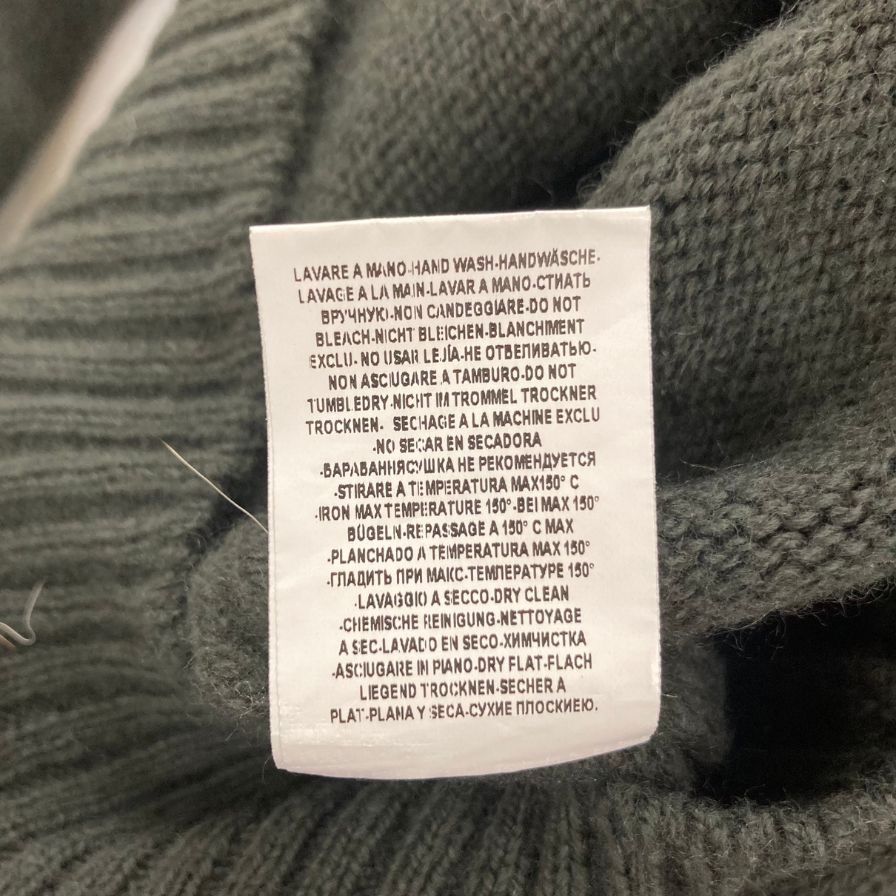 LAVARE A MANO-HAND WASH-HANDWÄSCHE-
LAVAGE A LA MAIN-LAVAR A MANO-СТИАТЬ
ВРУЧНУЮ-NON CANDEGGIARE-DO NOT
BLEACH-NICHT BLEICHEN-BLANCHIMENT
EXCLU- NO USAR LEJÍA-НЕ ОТВЕЛИВАТЬЮ-
NON ASCIUGARE A TAMBURO-DO NOT
TUMBLEDRY-NICHT IM TROMMEL TROCKNER
TROCKNEN- SECHAGE A LA MACHINE EXCLU
-NO SECAR EN SECADORA
-БАРАВАННЯСУШКА НЕ РЕКОМЕНДУЕТСЯ
-STIRARE A TEMPERATURA MAX150° C
-IRON MAX TEMPERATURE 150°-BEI MAX 150°
BÜGELN-REPASSAGE A 150° C MAX
-PLANCHADO A TEMPERATURA MAX 150°
-ГЛАДИТЬ ПРИ МАКС-ТЕМПЕРАТУРЕ 150°
-LAVAGGIO A SECCO-DRY CLEAN
-CHEMISCHE REINIGUNG-NETTOYAGE
A SEC-LAVADO EN SECO-ХИМЧИСТКА
-ASCIUGARE IN PIANO-DRY FLAT-FLACH
LIEGEND TROCKNEN-SECHER A
PLAT-PLANA Y SECA-СУХИЕ ПЛОСКИЕЮ.